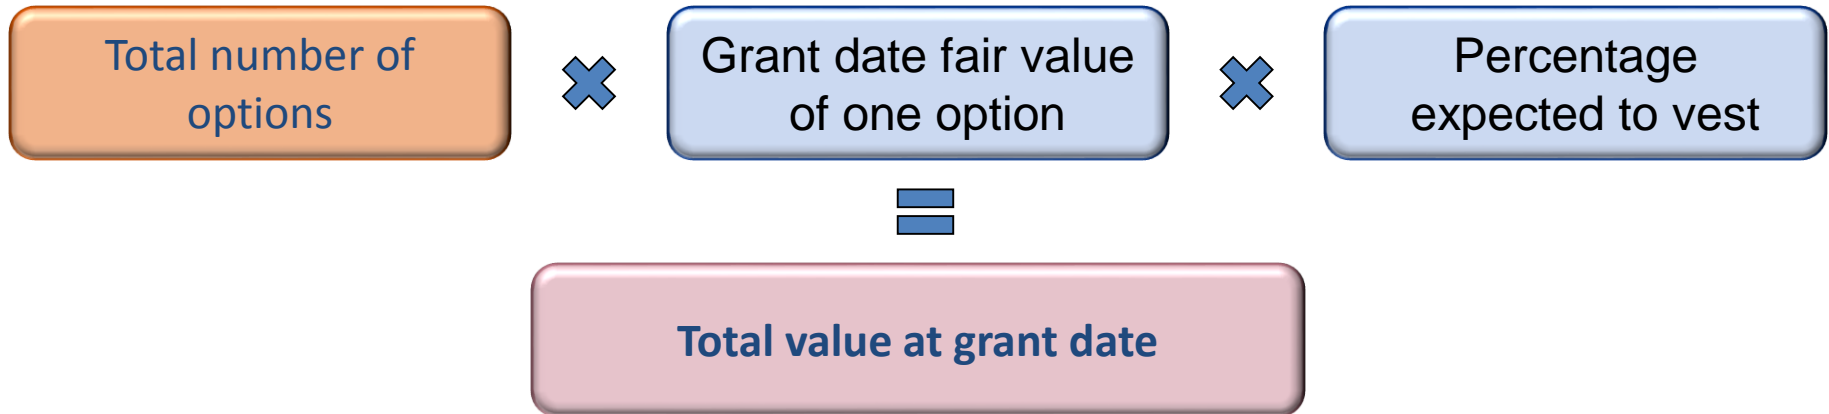 Total number of
options
Grant date fair value
of one option
Percentage
expected to vest
Total value at grant date